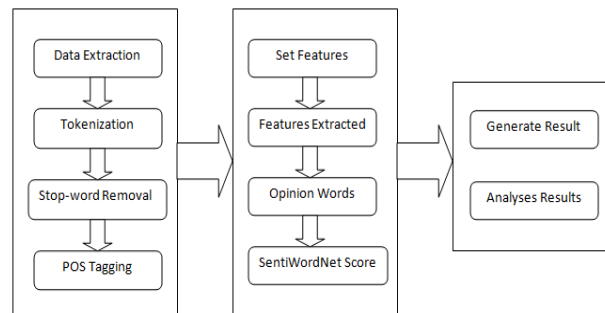 Data Extraction
Tokenization
Stop-word Removal
POS Tagging
Set Features
Features Extracted
Opinion Words
SentiWordNet Score
Generate Result
Analyses Results